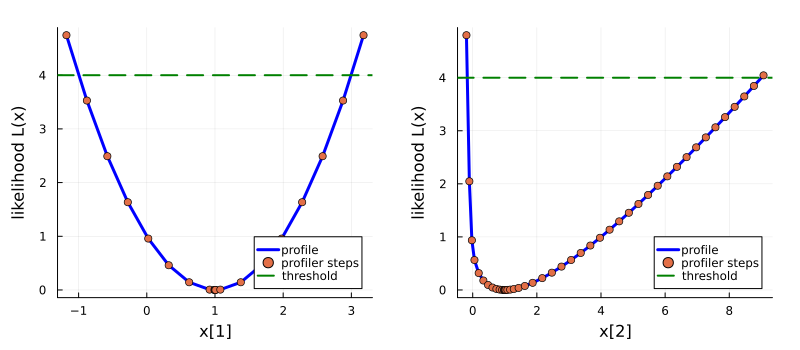 likelihood L(x)
4
3
2
1
0
−1
0
1
2
3
x[1]
profile
profiler steps
threshold
likelihood L(x)
4
3
2
1
0
0
2
4
6
8
x[2]
profile
profiler steps
threshold